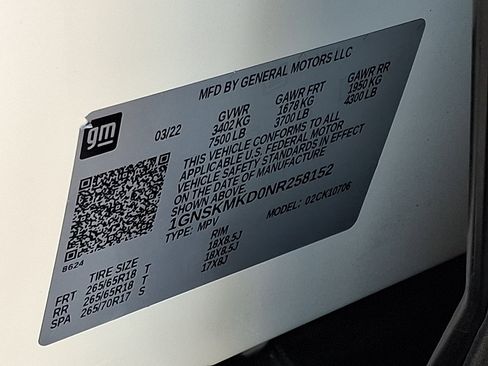 MFD BY GENERAL MOTORS LLC
gm
03/22
GVWR GAWR FRT GAWR RR
3402 KG 1678 KG 1950 KG
7500 LB 3700 LB 4300 LB
THIS VEHICLE CONFORMS TO ALL
APPLICABLE U.S. FEDERAL MOTOR
VEHICLE SAFETY STANDARDS IN EFFECT
ON THE DATE OF MANUFACTURE
SHOWN ABOVE.
1GNSKMKD0NR258152
TYPE: MPV MODEL: 02CK10706
8624
TIRE SIZE RIM
FRT 265/65R18 T 18X8.5J
RR 265/65R18 T 18X8.5J
SPA 265/70R17 S 17X8J